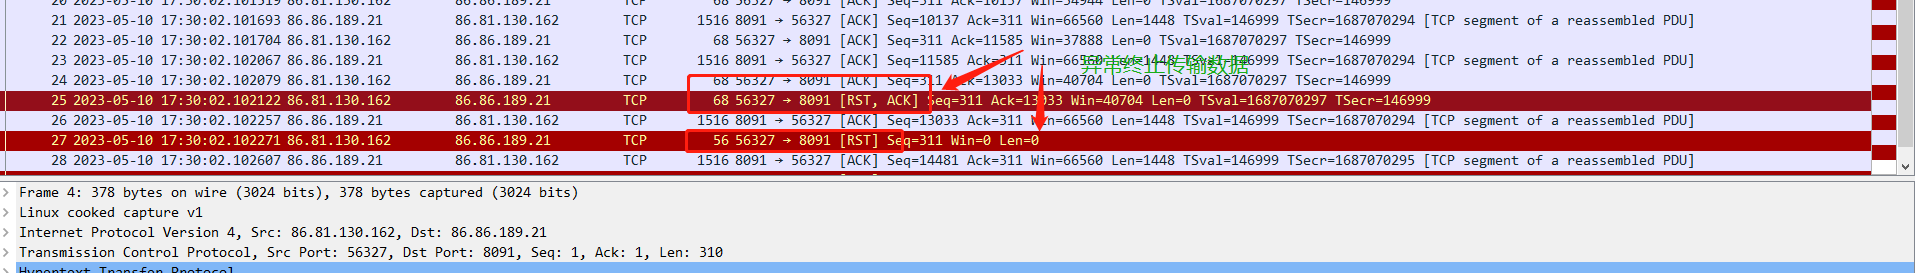 20 2023-05-10 17:30:02.101519 86.81.130.162 86.86.189.21 TCP 68 56327 → 8091 [ACK] Seq=311 Ack=10137 Win=34944 Len=0 TSval=1687070297 TSecr=146999
21 2023-05-10 17:30:02.101693 86.86.189.21 86.81.130.162 TCP 1516 8091 → 56327 [ACK] Seq=10137 Ack=311 Win=66560 Len=1448 TSval=146999 TSecr=1687070294 [TCP segment of a reassembled PDU]
22 2023-05-10 17:30:02.101704 86.81.130.162 86.86.189.21 TCP 68 56327 → 8091 [ACK] Seq=311 Ack=11585 Win=37888 Len=0 TSval=1687070297 TSecr=146999
23 2023-05-10 17:30:02.102067 86.86.189.21 86.81.130.162 TCP 1516 8091 → 56327 [ACK] Seq=11585 Ack=311 Win=66560 Len=1448 TSval=146999 TSecr=1687070294 [TCP segment of a reassembled PDU]
异常终止传输数据
24 2023-05-10 17:30:02.102079 86.81.130.162 86.86.189.21 TCP 68 56327 → 8091 [ACK] Seq=311 Ack=13033 Win=40704 Len=0 TSval=1687070297 TSecr=146999
25 2023-05-10 17:30:02.102122 86.81.130.162 86.86.189.21 TCP 68 56327 → 8091 [RST, ACK] Seq=311 Ack=13033 Win=40704 Len=0 TSval=1687070297 TSecr=146999
26 2023-05-10 17:30:02.102257 86.86.189.21 86.81.130.162 TCP 1516 8091 → 56327 [ACK] Seq=13033 Ack=311 Win=66560 Len=1448 TSval=146999 TSecr=1687070294 [TCP segment of a reassembled PDU]
27 2023-05-10 17:30:02.102271 86.81.130.162 86.86.189.21 TCP 56 56327 → 8091 [RST] Seq=311 Win=0 Len=0
28 2023-05-10 17:30:02.102607 86.86.189.21 86.81.130.162 TCP 1516 8091 → 56327 [ACK] Seq=14481 Ack=311 Win=66560 Len=1448 TSval=146999 TSecr=1687070295 [TCP segment of a reassembled PDU]
Frame 4: 378 bytes on wire (3024 bits), 378 bytes captured (3024 bits)
Linux cooked capture v1
Internet Protocol Version 4, Src: 86.81.130.162, Dst: 86.86.189.21
Transmission Control Protocol, Src Port: 56327, Dst Port: 8091, Seq: 1, Ack: 1, Len: 310
Hypertext Transfer Protocol